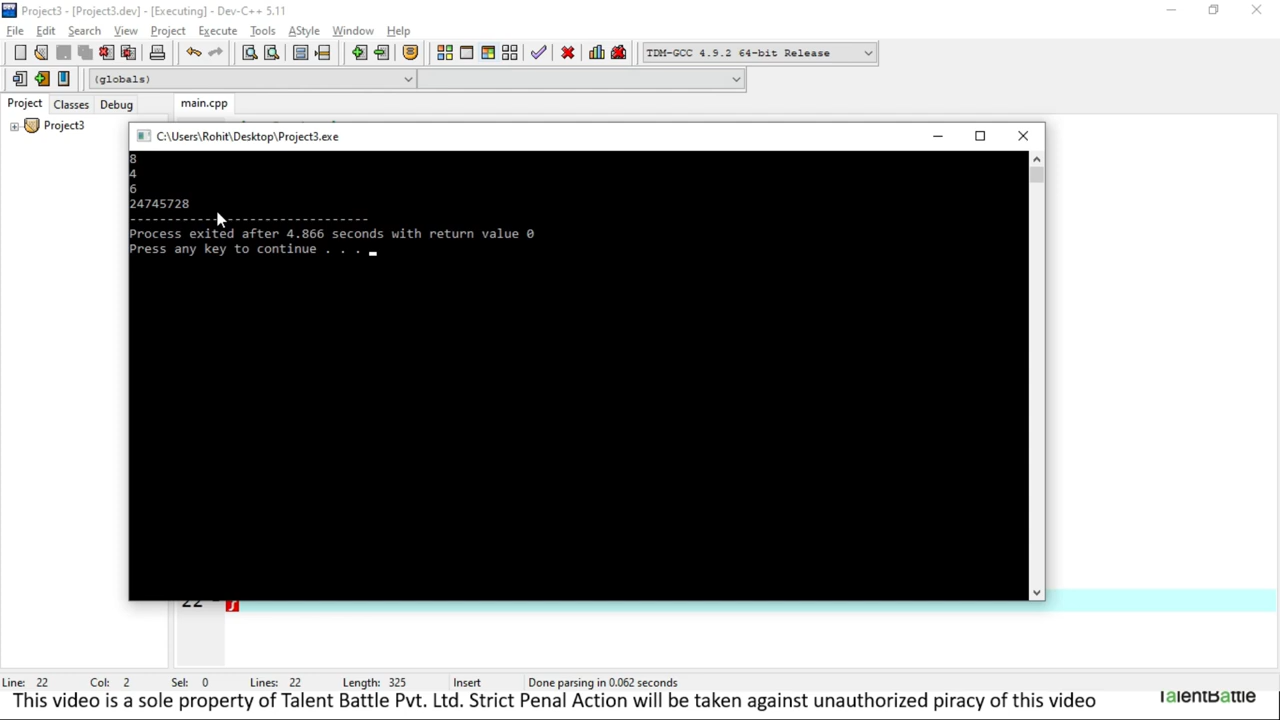 Project3 - [Project3.dev] - [Executing] - Dev-C++ 5.11
File Edit Search View Project Execute Tools AStyle Window Help
TDM-GCC 4.9.2 64-bit Release
(globals)
Project Classes Debug main.cpp
Project3
C:\Users\Rohit\Desktop\Project3.exe
8
4
6
24745728
--------------------------------
Process exited after 4.866 seconds with return value 0
Press any key to continue . . .
22 }
Line: 22 Col: 2 Sel: 0 Lines: 22 Length: 325 Insert Done parsing in 0.062 seconds
This video is a sole property of Talent Battle Pvt. Ltd. Strict Penal Action will be taken against unauthorized piracy of this video
TalentBattle